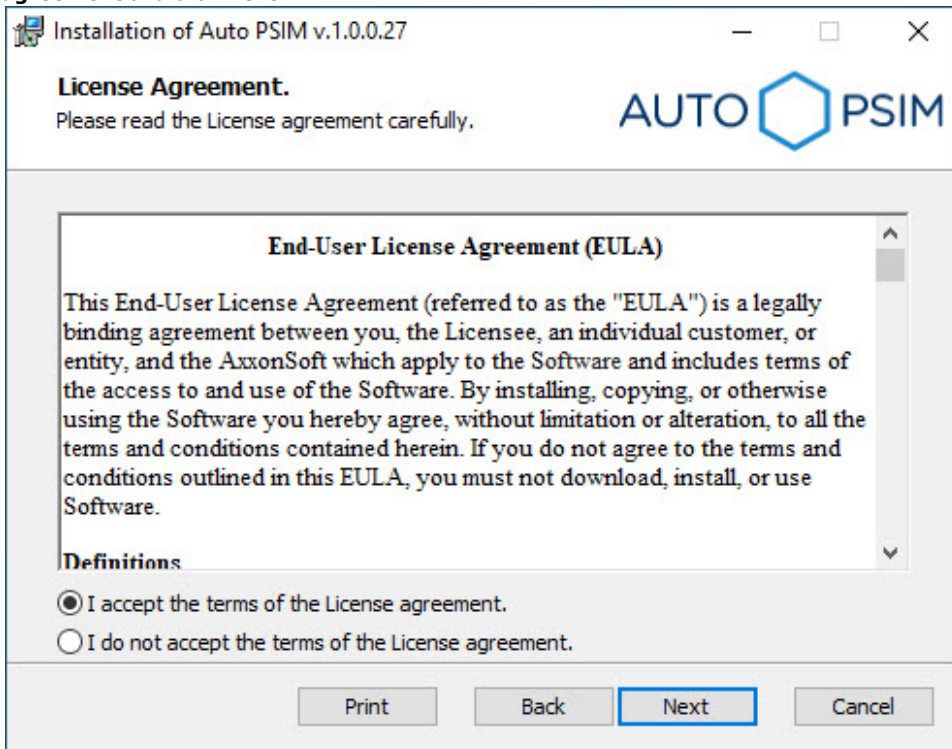 Installation of Auto PSIM v.1.0.0.27
License Agreement.
Please read the License agreement carefully.
AUTO PSIM
End-User License Agreement (EULA)
This End-User License Agreement (referred to as the "EULA") is a legally
binding agreement between you, the Licensee, an individual customer, or
entity, and the AxxonSoft which apply to the Software and includes terms of
the access to and use of the Software. By installing, copying, or otherwise
using the Software you hereby agree, without limitation or alteration, to all the
terms and conditions contained herein. If you do not agree to the terms and
conditions outlined in this EULA, you must not download, install, or use
Software.
Definitions
I accept the terms of the License agreement.
I do not accept the terms of the License agreement.
Print Back Next Cancel